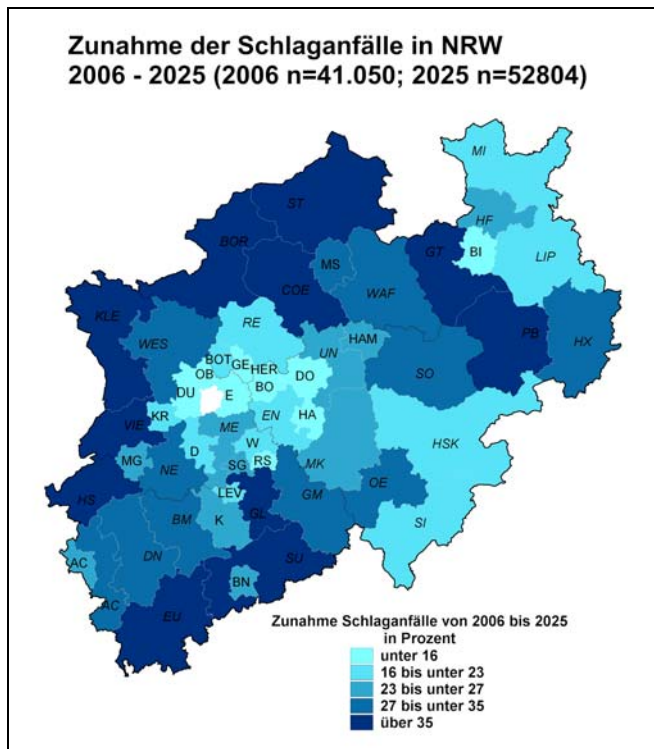 Zunahme der Schlaganfälle in NRW
2006 - 2025 (2006 n=41.050; 2025 n=52804)
MI
ST
HF
BOR
GT
BI
LIP
MS
COE
WAF
KLE
PB
HX
RE
WES
UN
HAM
BOT
GE
HER
SO
OB
DO
DU
E
BO
KR
EN
HA
VIE
ME
HSK
D
W
MG
NE
SG
RS
MK
OE
HS
LEV
GM
BM
K
GL
SI
DN
AC
SU
BN
AC
EU
Zunahme Schlaganfälle von 2006 bis 2025
in Prozent
unter 16
16 bis unter 23
23 bis unter 27
27 bis unter 35
über 35